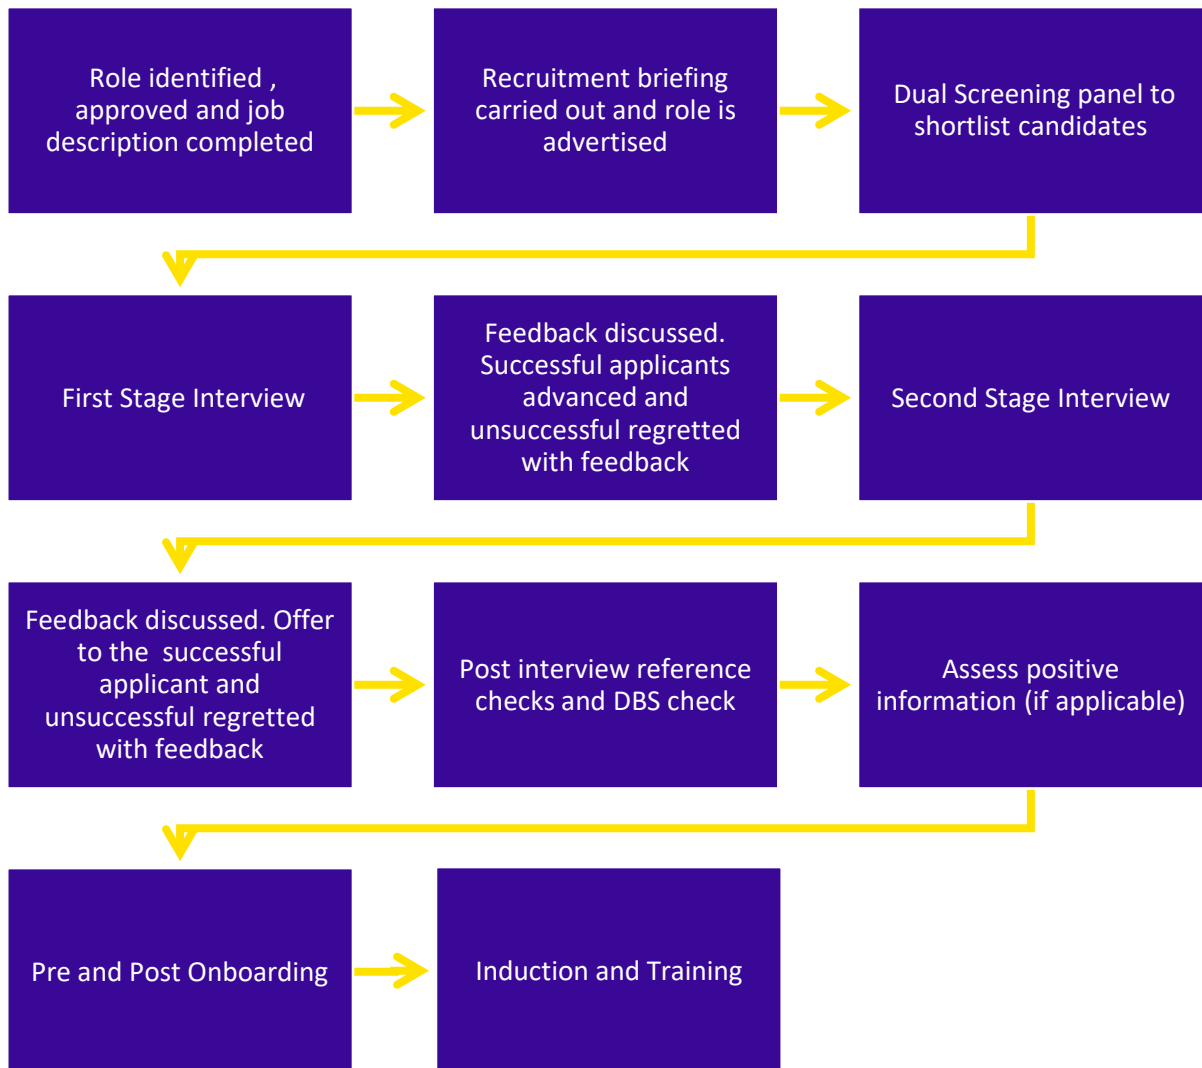 Role identified ,
approved and job
description completed
Recruitment briefing
carried out and role is
advertised
Dual Screening panel to
shortlist candidates
First Stage Interview
Feedback discussed.
Successful applicants
advanced and
unsuccessful regretted
with feedback
Second Stage Interview
Feedback discussed. Offer
to the  successful
applicant and
unsuccessful regretted
with feedback
Post interview reference
checks and DBS check
Assess positive
information (if applicable)
Pre and Post Onboarding
Induction and Training